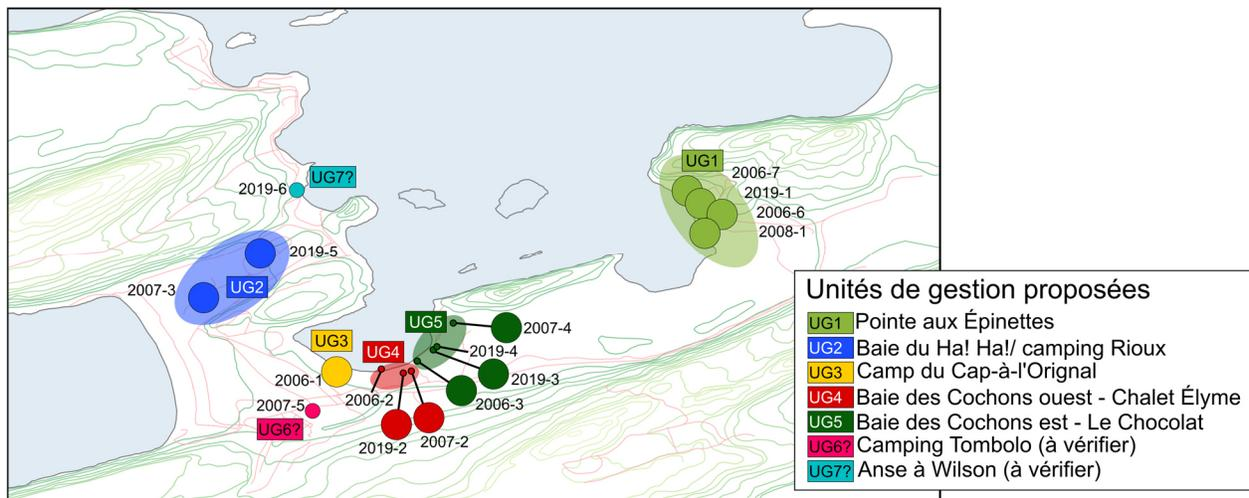 UG1
2006-7
UG7?
2019-6
2019-1
2006-6
2008-1
2019-5
2007-3
UG2
UG5
2007-4
UG3
UG4
2019-4
2006-1
2019-3
2006-2
2006-3
2007-5
UG6?
2019-2
2007-2
Unités de gestion proposées
UG1 Pointe aux Épinettes
UG2 Baie du Ha! Ha!/ camping Rioux
UG3 Camp du Cap-à-l'Orignal
UG4 Baie des Cochons ouest - Chalet Élyme
UG5 Baie des Cochons est - Le Chocolat
UG6? Camping Tombolo (à vérifier)
UG7? Anse à Wilson (à vérifier)